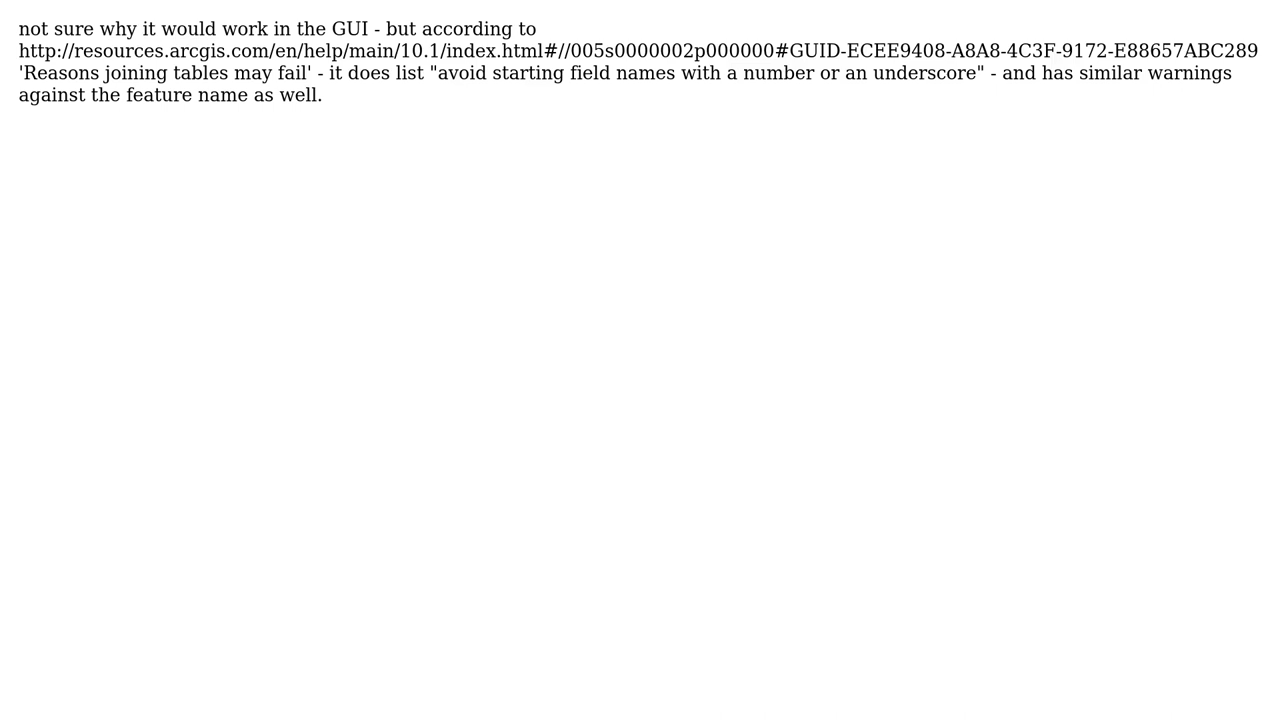 not sure why it would work in the GUI - but according to
http://resources.arcgis.com/en/help/main/10.1/index.html#//005s0000002p000000#GUID-ECEE9408-A8A8-4C3F-9172-E88657ABC289
'Reasons joining tables may fail' - it does list "avoid starting field names with a number or an underscore" - and has similar warnings
against the feature name as well.